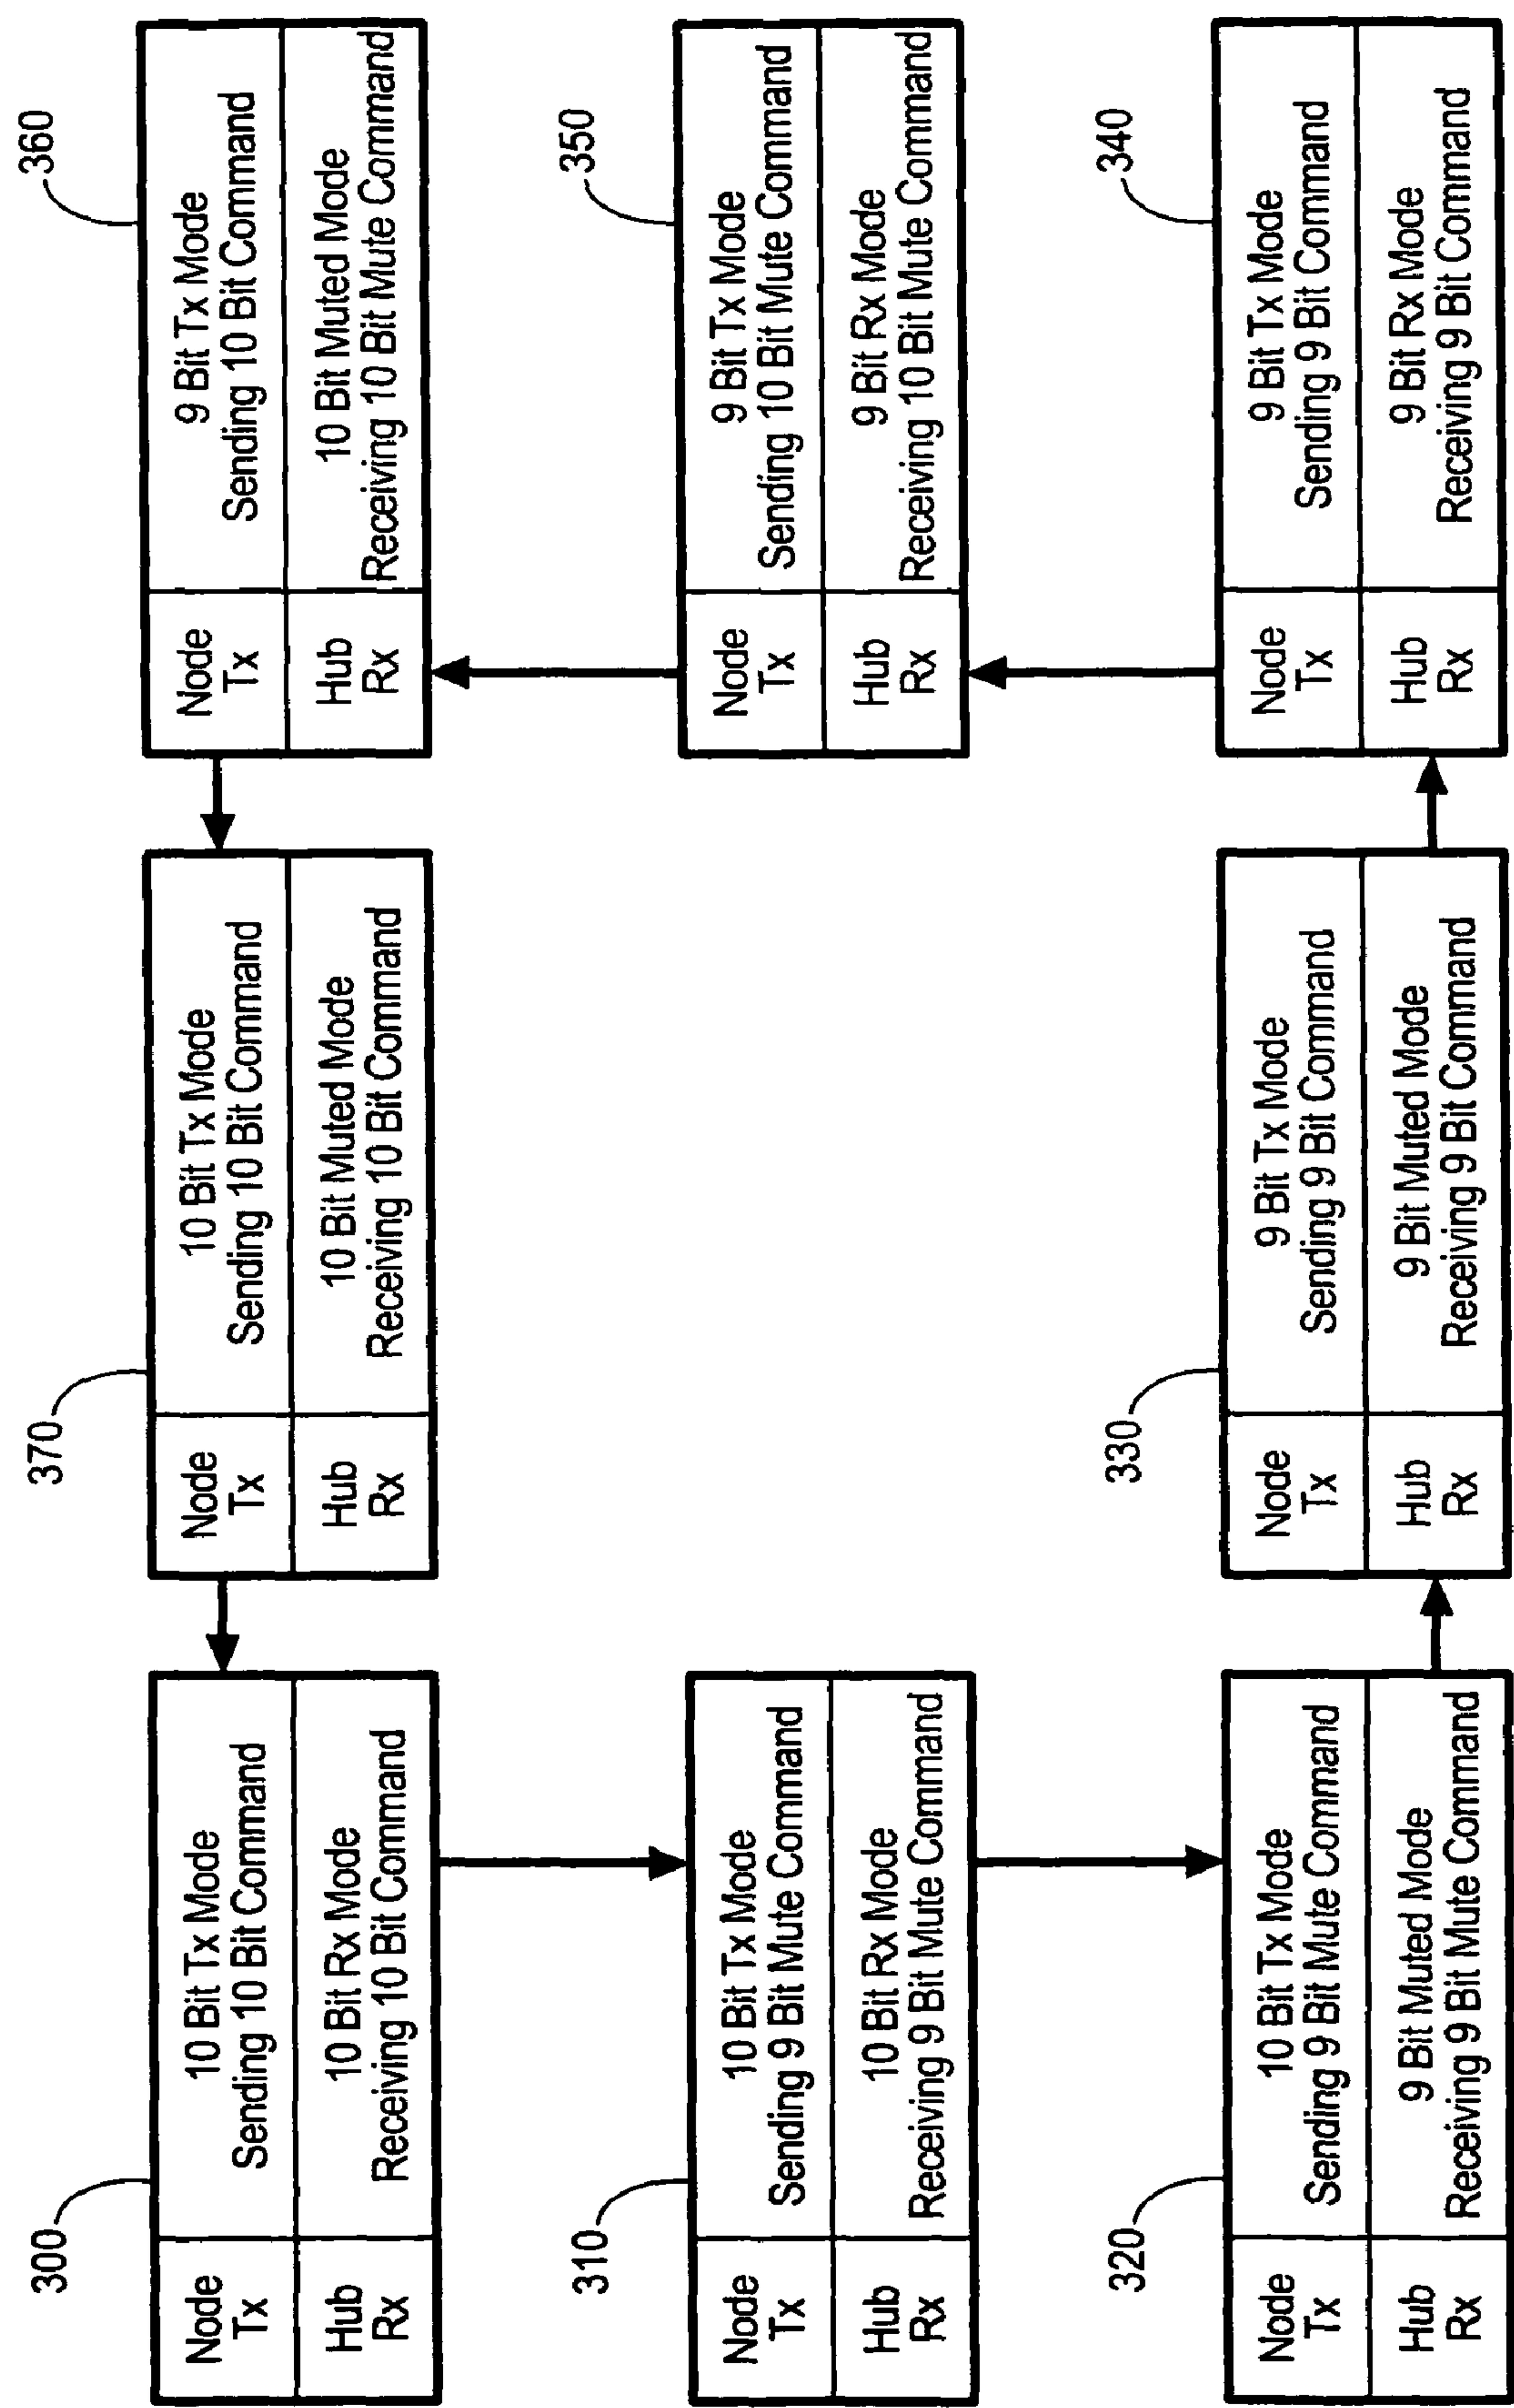 300
Node
Tx
10 Bit Tx Mode
Sending 10 Bit Command
Hub
Rx
10 Bit Rx Mode
Receiving 10 Bit Command
370
Node
Tx
10 Bit Tx Mode
Sending 10 Bit Command
Hub
Rx
10 Bit Muted Mode
Receiving 10 Bit Command
360
Node
Tx
9 Bit Tx Mode
Sending 10 Bit Command
Hub
Rx
10 Bit Muted Mode
Receiving 10 Bit Mute Command
310
Node
Tx
10 Bit Tx Mode
Sending 9 Bit Mute Command
Hub
Rx
10 Bit Rx Mode
Receiving 9 Bit Mute Command
350
Node
Tx
9 Bit Tx Mode
Sending 10 Bit Mute Command
Hub
Rx
9 Bit Rx Mode
Receiving 10 Bit Mute Command
320
Node
Tx
10 Bit Tx Mode
Sending 9 Bit Mute Command
Hub
Rx
9 Bit Muted Mode
Receiving 9 Bit Mute Command
330
Node
Tx
9 Bit Tx Mode
Sending 9 Bit Command
Hub
Rx
9 Bit Muted Mode
Receiving 9 Bit Command
340
Node
Tx
9 Bit Tx Mode
Sending 9 Bit Command
Hub
Rx
9 Bit Rx Mode
Receiving 9 Bit Command